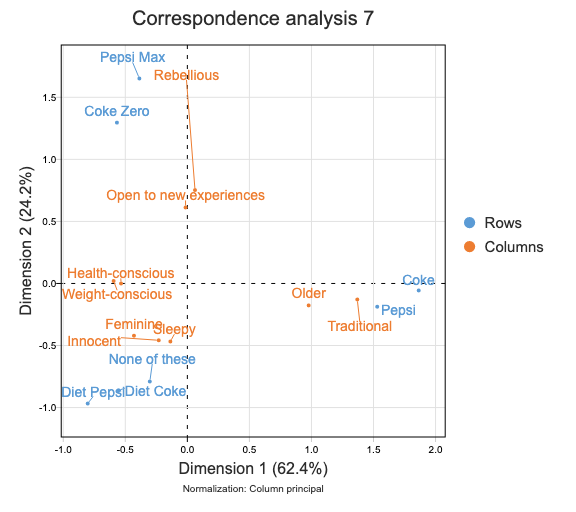 Correspondence analysis 7
Pepsi Max
Rebellious
Coke Zero
Open to new experiences
Health-conscious
Weight-conscious
Coke
Older
Pepsi
Traditional
Feminine
Sleepy
Innocent
None of these
Diet Pepsi
Diet Coke
1.5
1.0
0.5
0.0
-0.5
-1.0
Dimension 2 (24.2%)
-1.0 -0.5 0.0 0.5 1.0 1.5 2.0
Dimension 1 (62.4%)
Normalization: Column principal
Rows
Columns